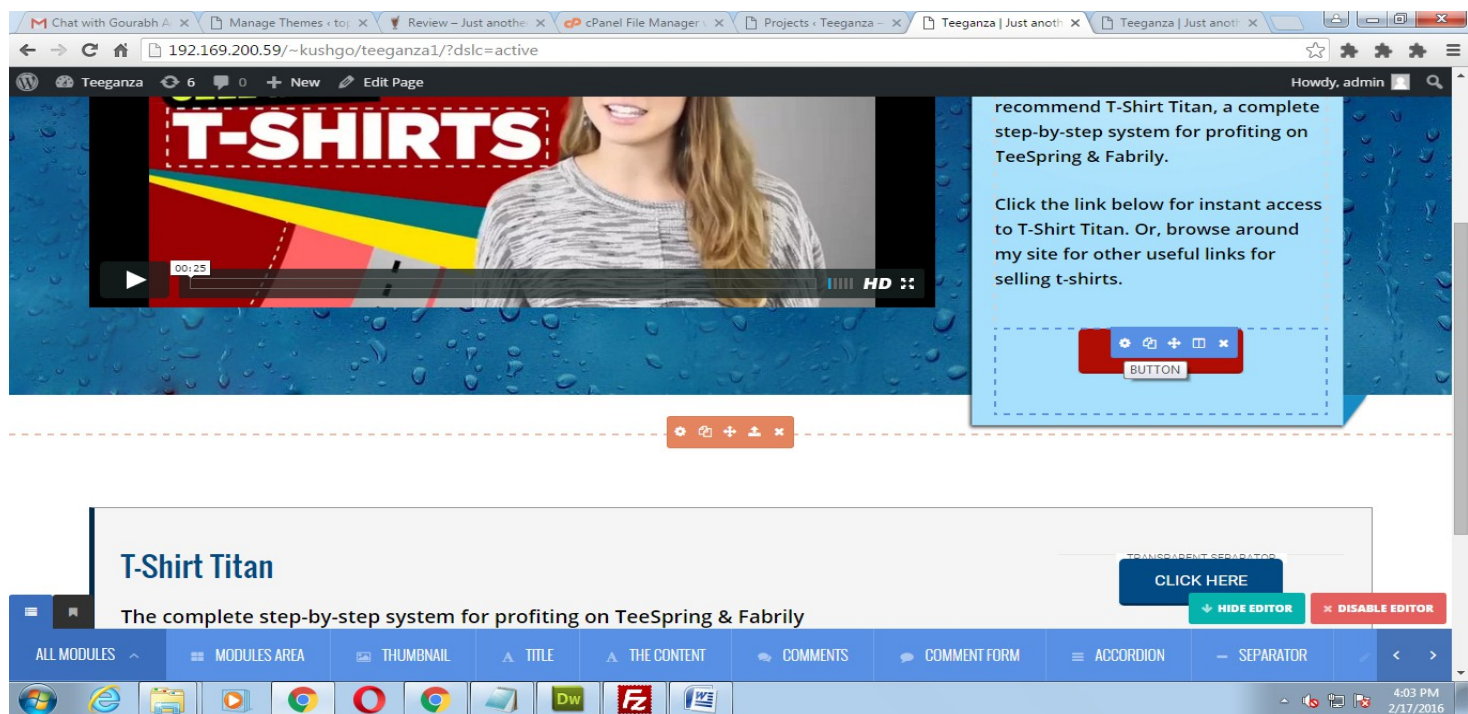 Chat with Gourabh A
Manage Themes ‹ top
Review – Just anothe
cPanel File Manager v
Projects ‹ Teeganza –
Teeganza | Just anoth
Teeganza | Just anoth
192.169.200.59/~kushgo/teeganza1/?dslc=active
Teeganza 6 0 + New Edit Page Howdy, admin
T-SHIRTS
00:25
HD
recommend T-Shirt Titan, a complete
step-by-step system for profiting on
TeeSpring & Fabrily.
Click the link below for instant access
to T-Shirt Titan. Or, browse around
my site for other useful links for
selling t-shirts.
BUTTON
T-Shirt Titan
The complete step-by-step system for profiting on TeeSpring & Fabrily
TRANSPARENT SEPARATOR
CLICK HERE
HIDE EDITOR
DISABLE EDITOR
ALL MODULES MODULES AREA THUMBNAIL TITLE THE CONTENT COMMENTS COMMENT FORM ACCORDION SEPARATOR
Dw
Fz
W
4:03 PM
2/17/2016